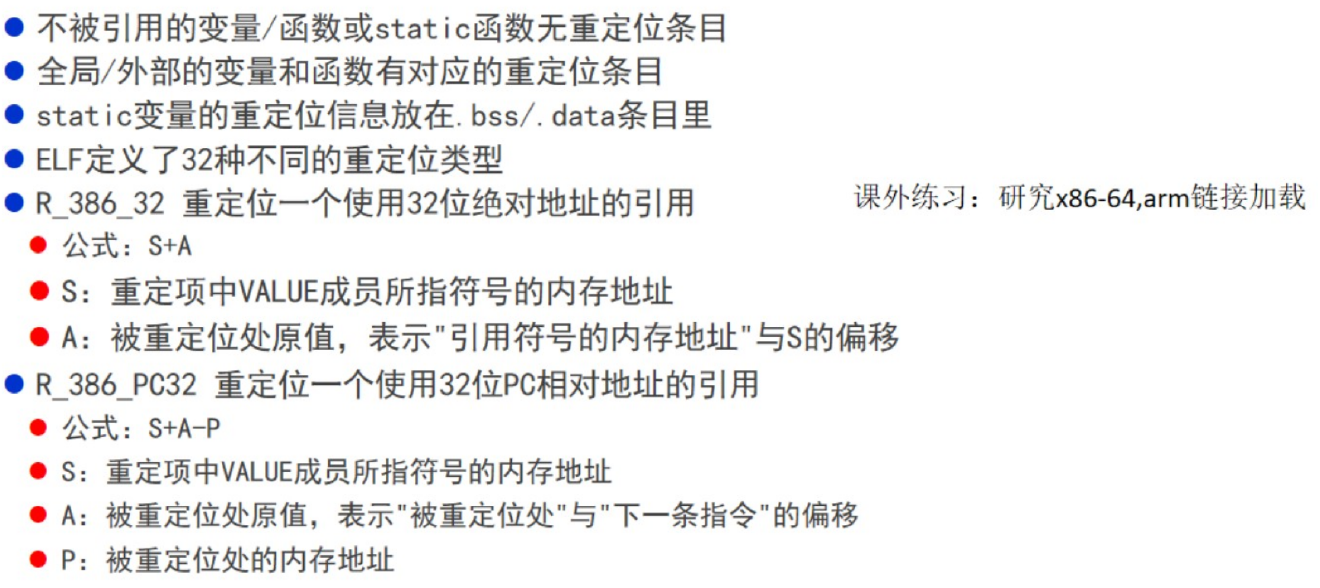 不被引用的变量/函数或static函数无重定位条目
全局/外部的变量和函数有对应的重定位条目
static变量的重定位信息放在.bss/.data条目里
ELF定义了32种不同的重定位类型
R_386_32 重定位一个使用32位绝对地址的引用
课外练习：研究x86-64,arm链接加载
公式：S+A
S：重定项中VALUE成员所指符号的内存地址
A：被重定位处原值，表示"引用符号的内存地址"与S的偏移
R_386_PC32 重定位一个使用32位PC相对地址的引用
公式：S+A-P
S：重定项中VALUE成员所指符号的内存地址
A：被重定位处原值，表示"被重定位处"与"下一条指令"的偏移
P：被重定位处的内存地址